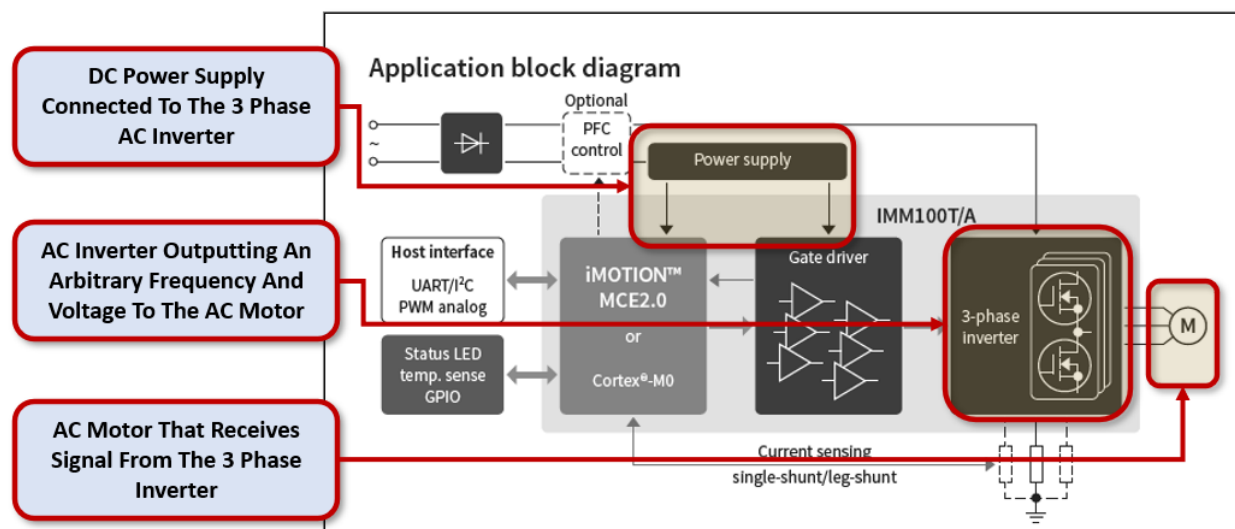 DC Power Supply
Connected To The 3 Phase
AC Inverter
AC Inverter Outputting An
Arbitrary Frequency And
Voltage To The AC Motor
AC Motor That Receives
Signal From The 3 Phase
Inverter
Application block diagram
Optional
PFC
control
~
Power supply
IMM100T/A
Host interface
UART/I²C
PWM analog
iMOTION™
MCE2.0
or
Cortex®-M0
Gate driver
3-phase
inverter
M
Status LED
temp. sense
GPIO
Current sensing
single-shunt/leg-shunt